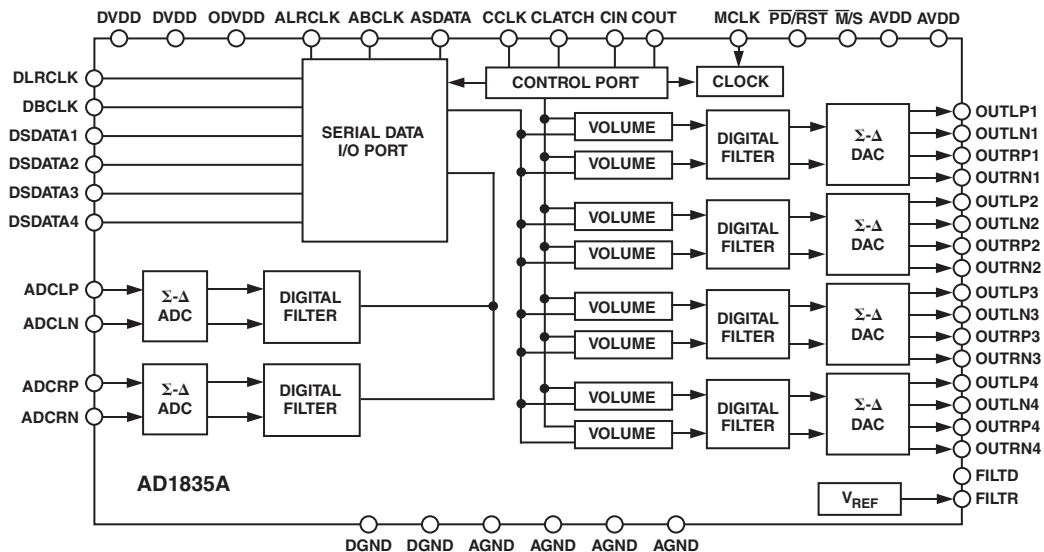 DVDD DVDD ODVDD ALRCLK ABCLK ASDATA CCLK CLATCH CIN COUT MCLK PD/RST M/S AVDD AVDD
DLRCLK
DBCLK
DSDATA1
DSDATA2
DSDATA3
DSDATA4
SERIAL DATA
I/O PORT
CONTROL PORT
CLOCK
VOLUME
VOLUME
DIGITAL
FILTER
Σ-Δ
DAC
OUTLP1
OUTLN1
OUTRP1
OUTRN1
VOLUME
VOLUME
DIGITAL
FILTER
Σ-Δ
DAC
OUTLP2
OUTLN2
OUTRP2
OUTRN2
ADCLP
ADCLN
Σ-Δ
ADC
DIGITAL
FILTER
VOLUME
VOLUME
DIGITAL
FILTER
Σ-Δ
DAC
OUTLP3
OUTLN3
OUTRP3
OUTRN3
ADCRP
ADCRN
Σ-Δ
ADC
DIGITAL
FILTER
VOLUME
VOLUME
DIGITAL
FILTER
Σ-Δ
DAC
OUTLP4
OUTLN4
OUTRP4
OUTRN4
AD1835A
VREF
FILTD
FILTR
DGND DGND AGND AGND AGND AGND